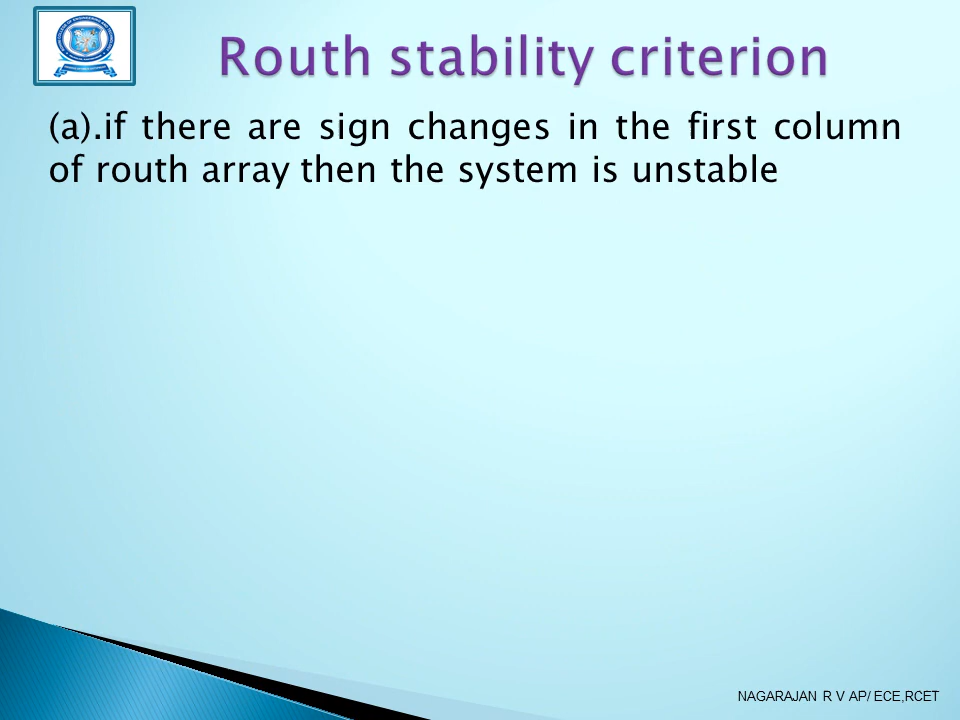 Routh stability criterion
(a).if there are sign changes in the first column
of routh array then the system is unstable
NAGARAJAN R V AP/ ECE,RCET